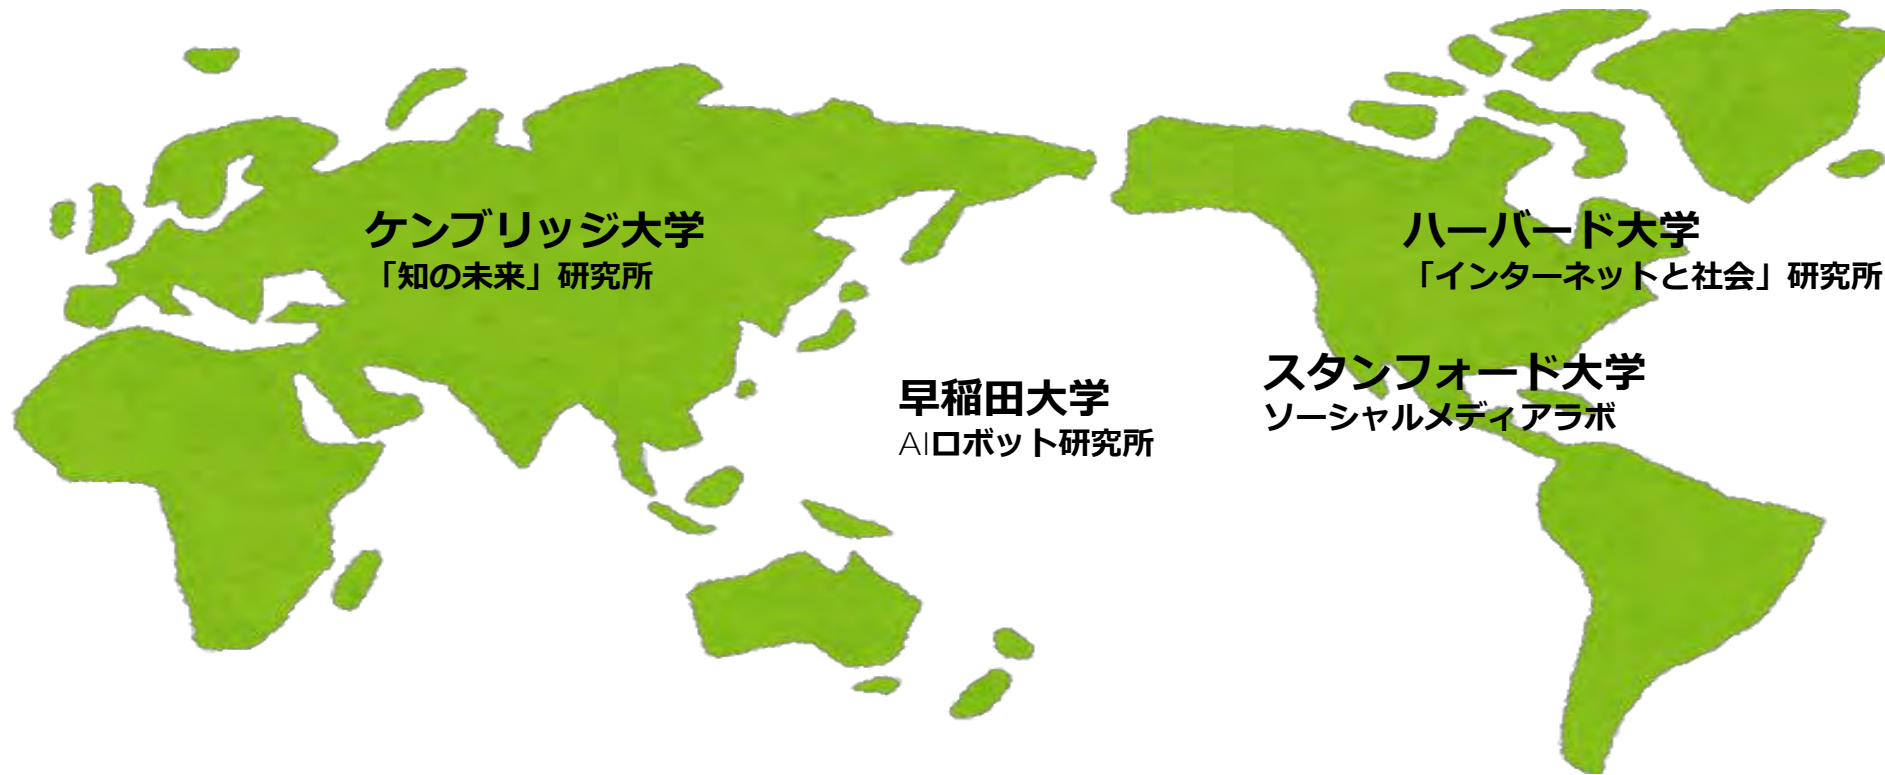 ケンブリッジ大学
「知の未来」研究所
ハーバード大学
「インターネットと社会」研究所
早稲田大学
AIロボット研究所
スタンフォード大学
ソーシャルメディアラボ